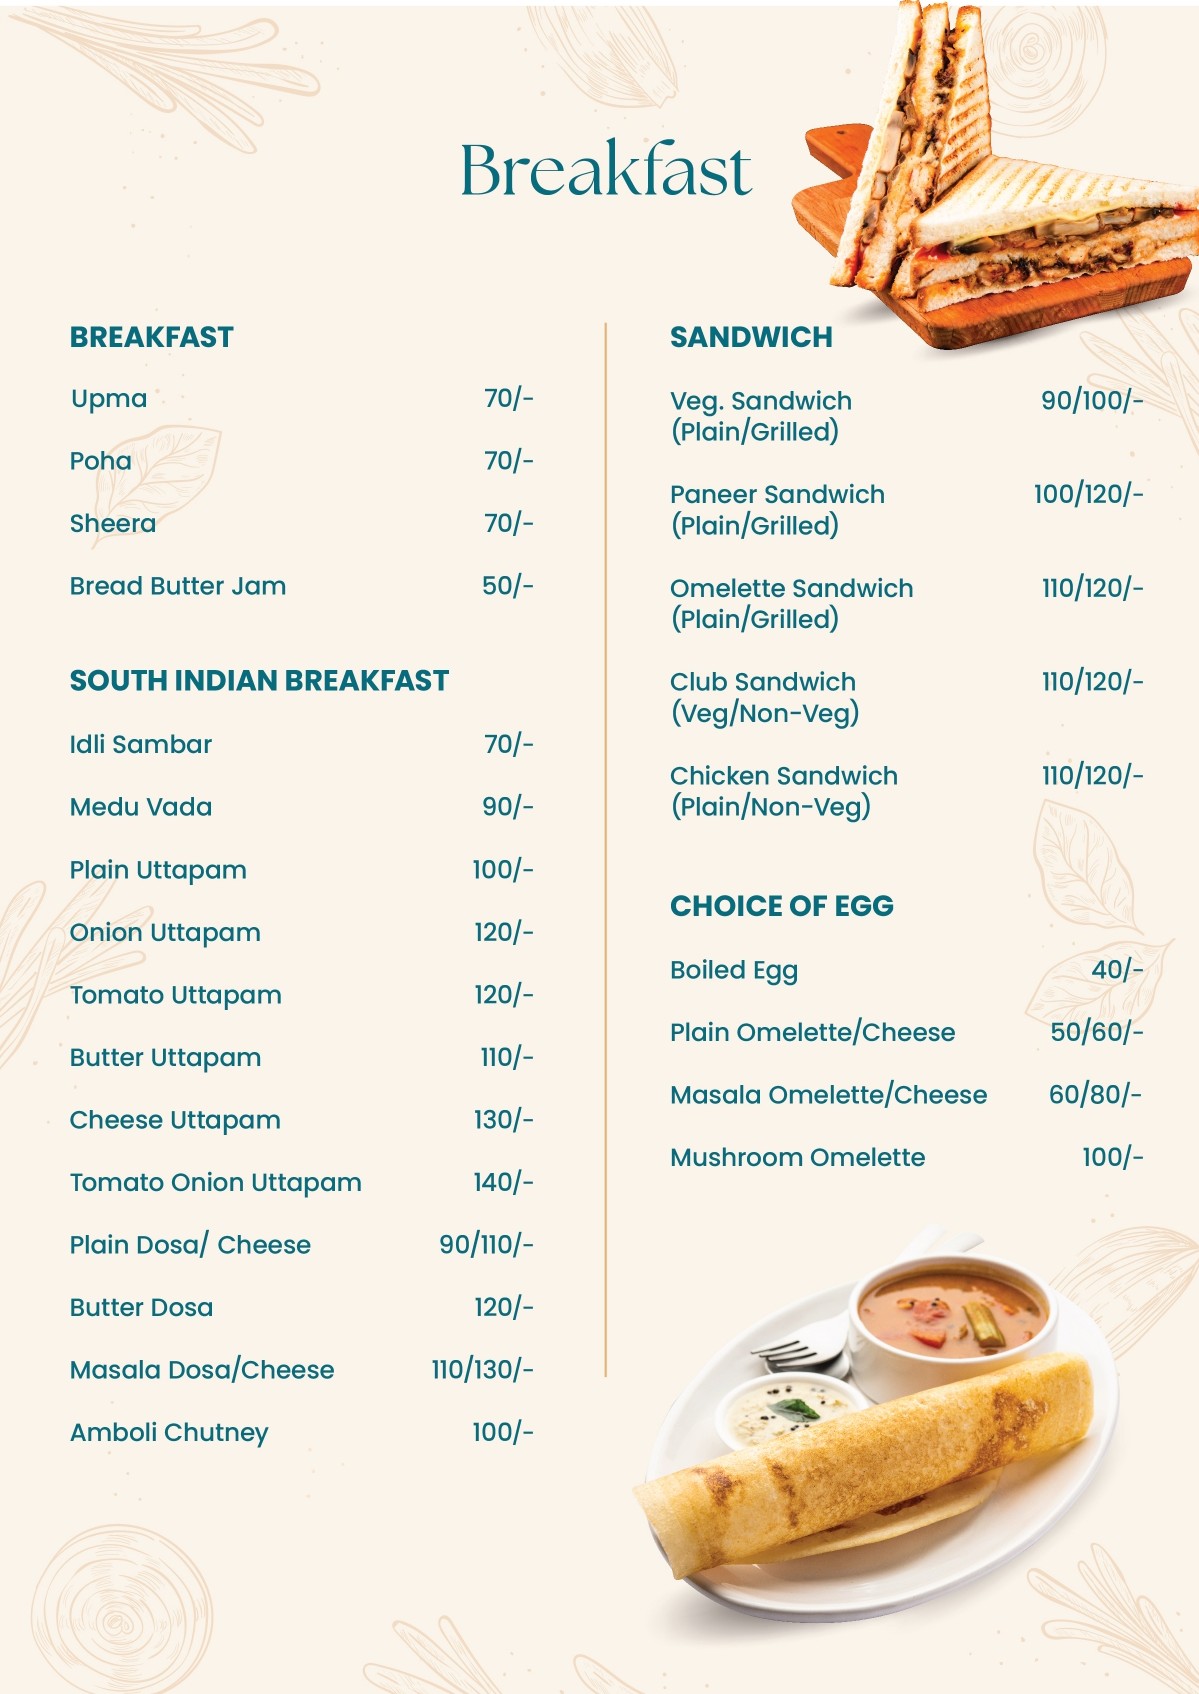 Breakfast
BREAKFAST
Upma 70/-
Poha 70/-
Sheera 70/-
Bread Butter Jam 50/-
SOUTH INDIAN BREAKFAST
Idli Sambar 70/-
Medu Vada 90/-
Plain Uttapam 100/-
Onion Uttapam 120/-
Tomato Uttapam 120/-
Butter Uttapam 110/-
Cheese Uttapam 130/-
Tomato Onion Uttapam 140/-
Plain Dosa/ Cheese 90/110/-
Butter Dosa 120/-
Masala Dosa/Cheese 110/130/-
Amboli Chutney 100/-
SANDWICH
Veg. Sandwich 90/100/-
(Plain/Grilled)
Paneer Sandwich 100/120/-
(Plain/Grilled)
Omelette Sandwich 110/120/-
(Plain/Grilled)
Club Sandwich 110/120/-
(Veg/Non-Veg)
Chicken Sandwich 110/120/-
(Plain/Non-Veg)
CHOICE OF EGG
Boiled Egg 40/-
Plain Omelette/Cheese 50/60/-
Masala Omelette/Cheese 60/80/-
Mushroom Omelette 100/-